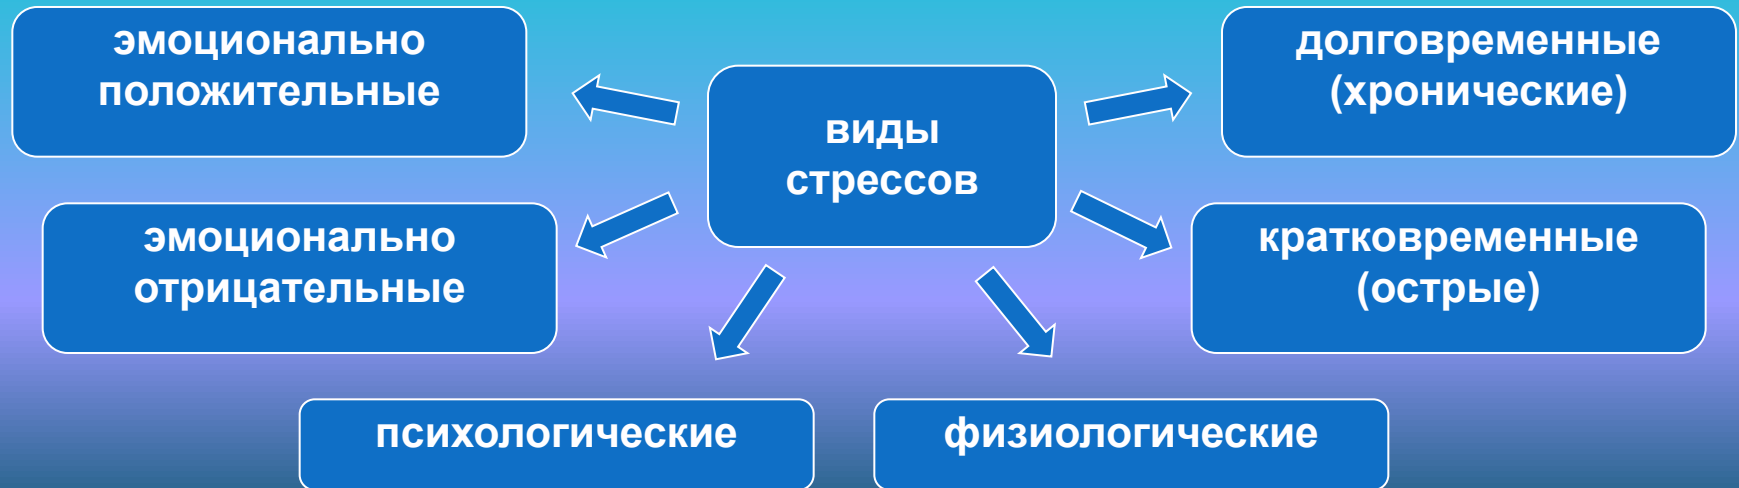 эмоционально
положительные
долговременные
(хронические)
виды
стрессов
эмоционально
отрицательные
кратковременные
(острые)
психологические
физиологические